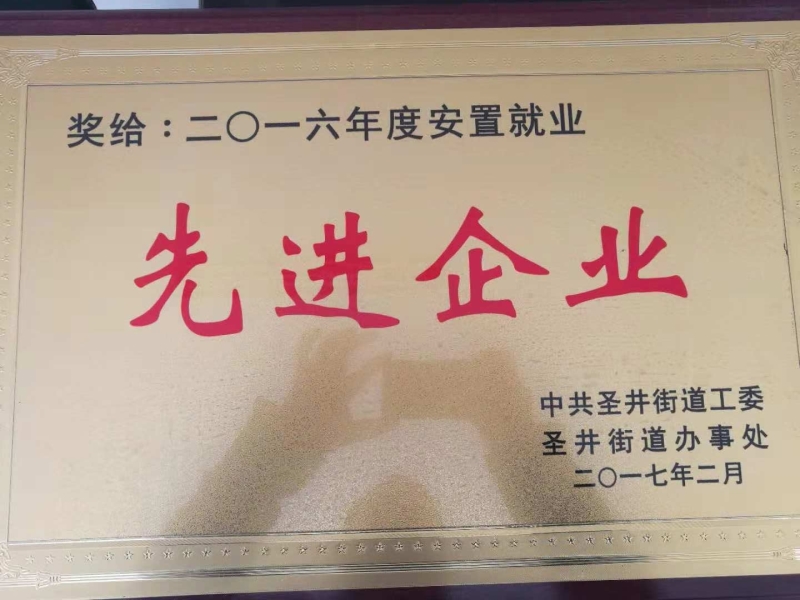 奖给：二〇一六年度安置就业
先进企业
中共圣井街道工委
圣井街道办事处
二〇一七年二月